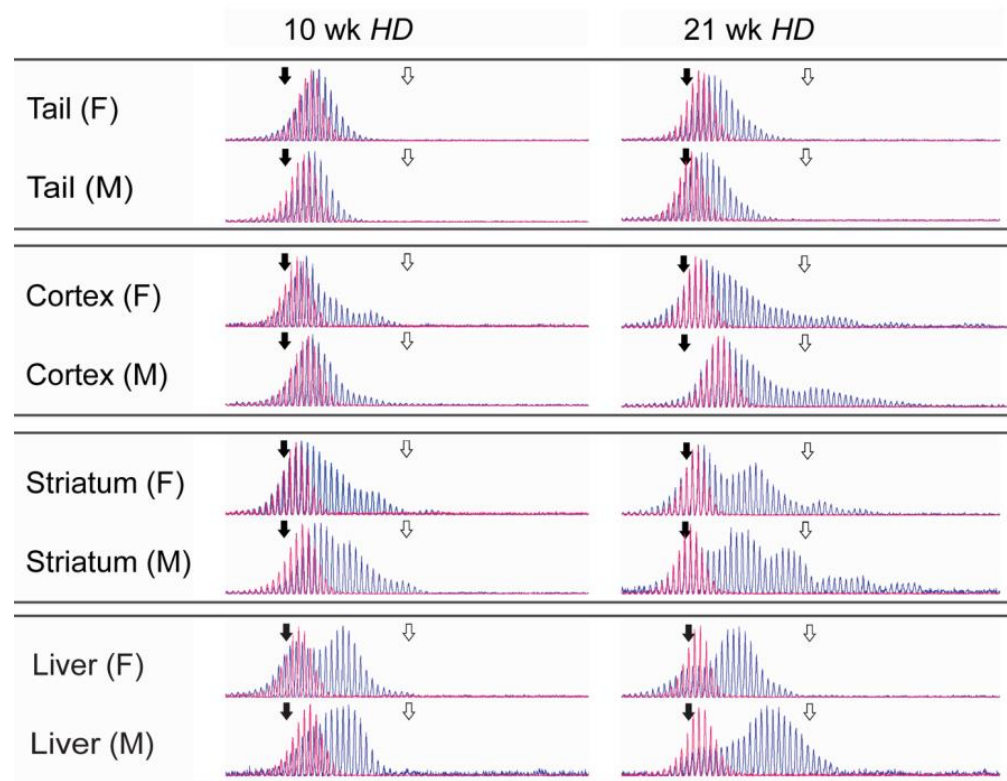 10 wk HD 21 wk HD
Tail (F)
Tail (M)
Cortex (F)
Cortex (M)
Striatum (F)
Striatum (M)
Liver (F)
Liver (M)